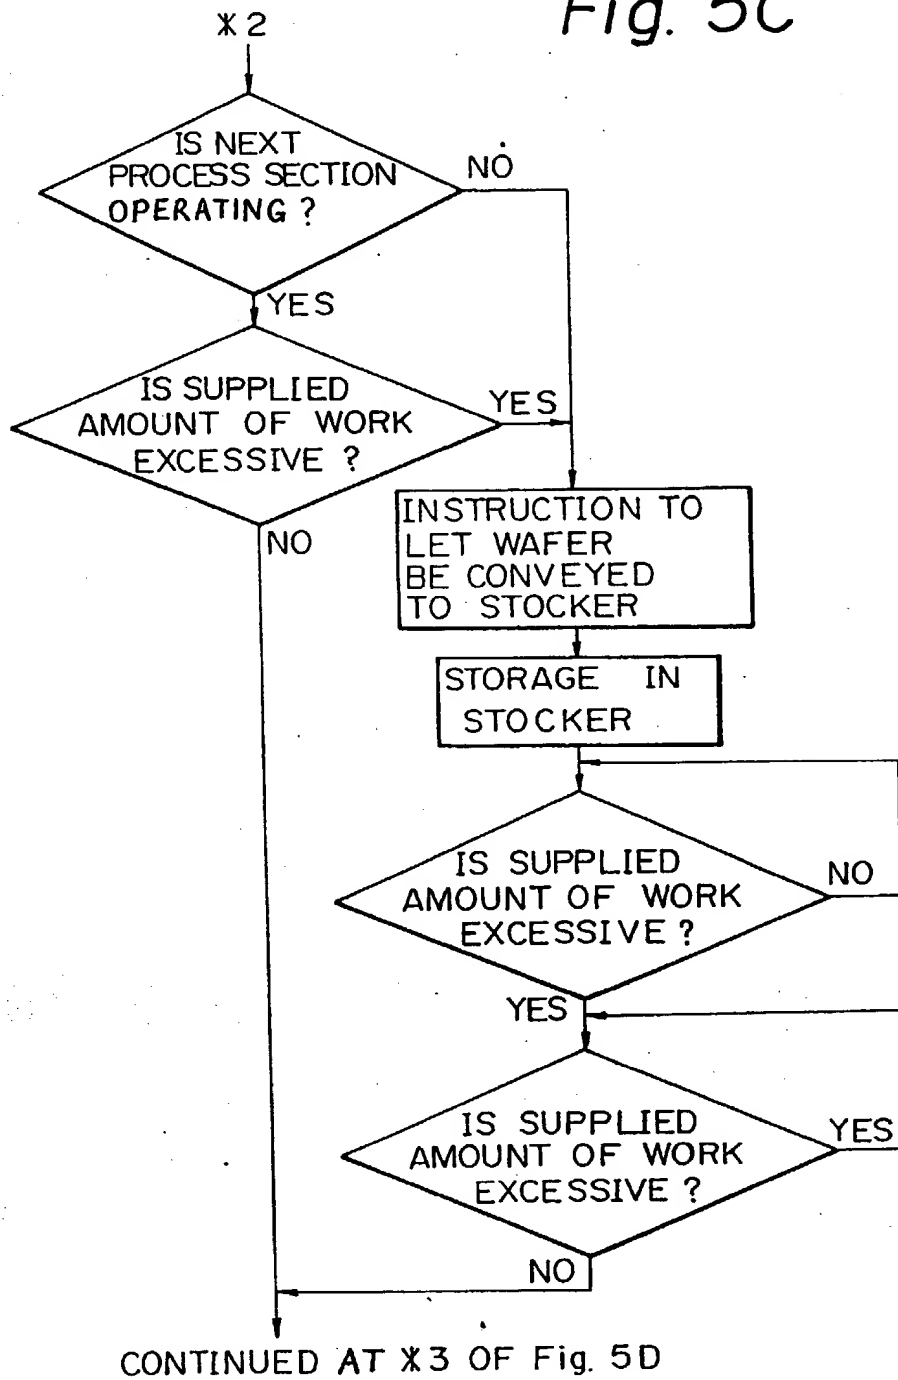 Fig. 5C
※2
IS NEXT
PROCESS SECTION
OPERATING ?
NO
YES
IS SUPPLIED
AMOUNT OF WORK
EXCESSIVE ?
YES
NO
INSTRUCTION TO
LET WAFER
BE CONVEYED
TO STOCKER
STORAGE IN
STOCKER
IS SUPPLIED
AMOUNT OF WORK
EXCESSIVE ?
NO
YES
IS SUPPLIED
AMOUNT OF WORK
EXCESSIVE ?
YES
NO
CONTINUED AT ※3 OF Fig. 5D